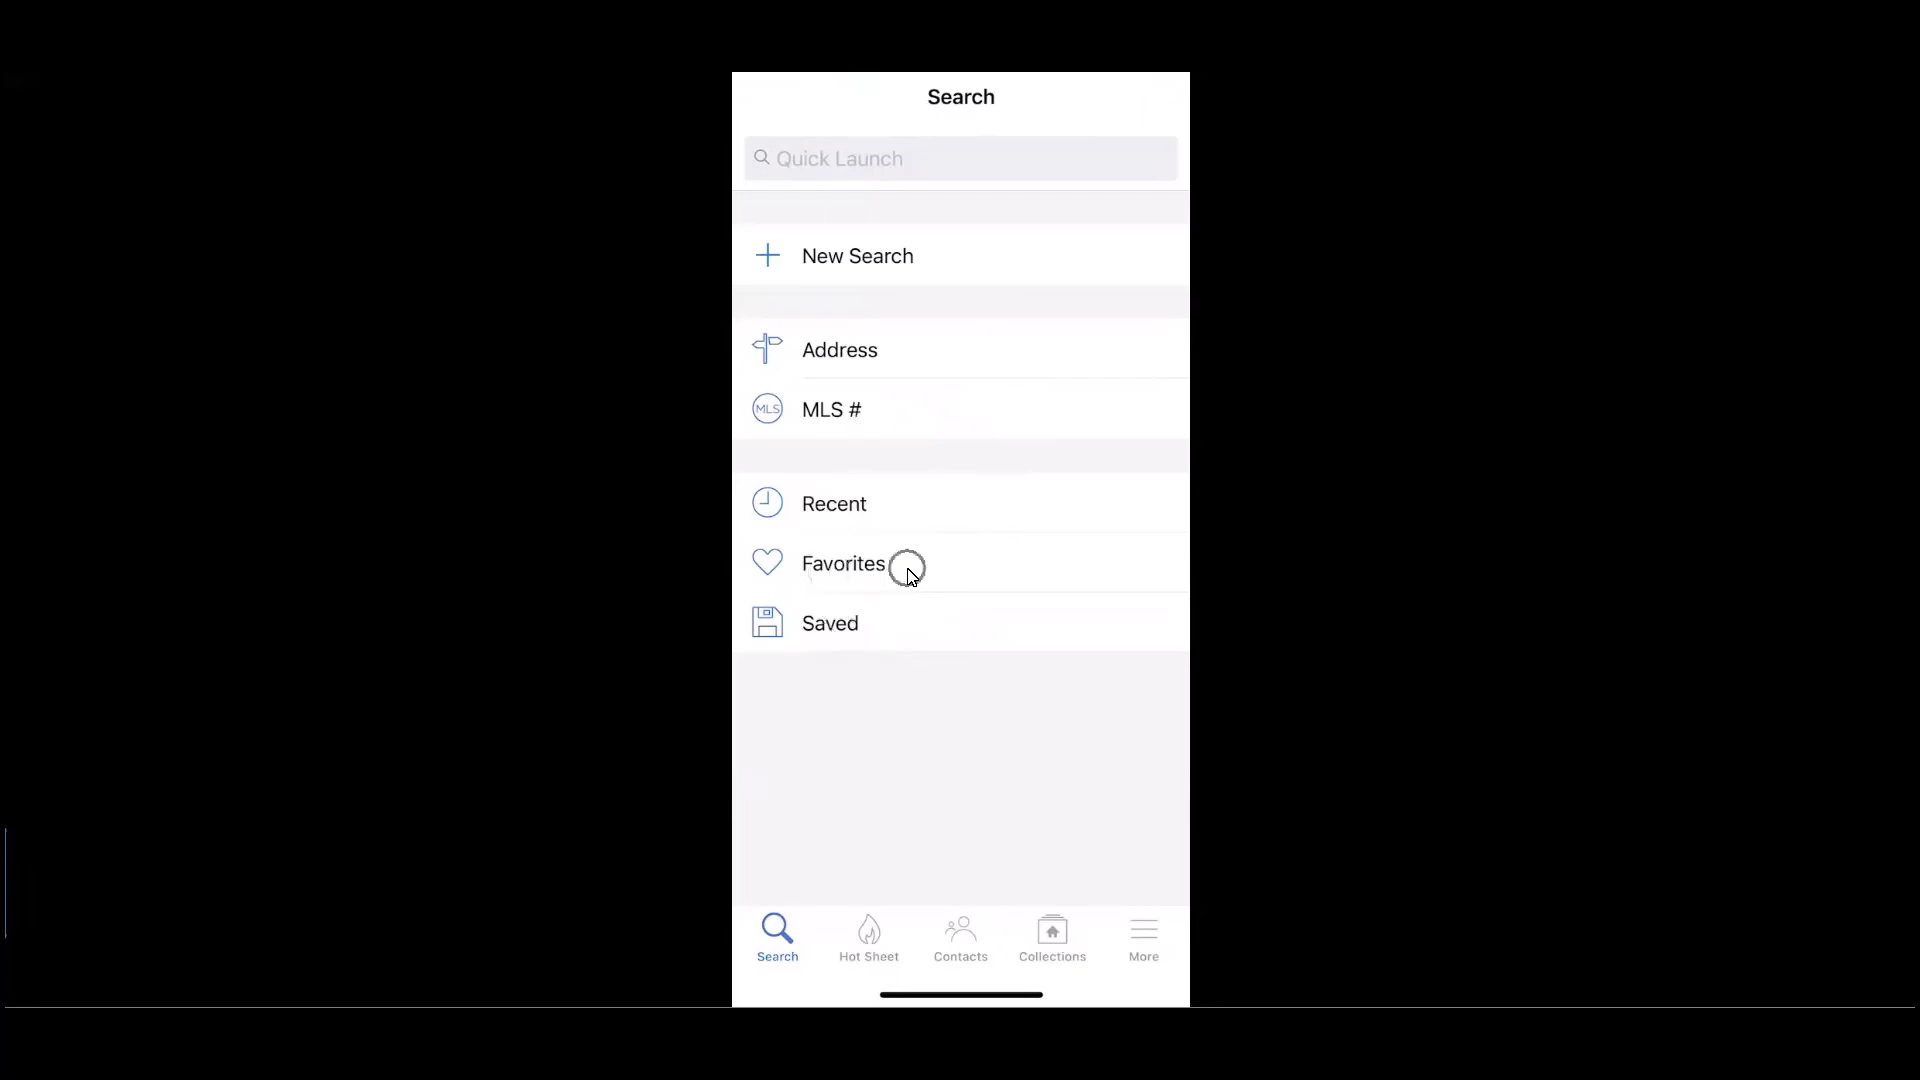 Search
Quick Launch
New Search
Address
MLS
MLS #
Recent
Favorites
Saved
Search
Hot Sheet
Contacts
Collections
More